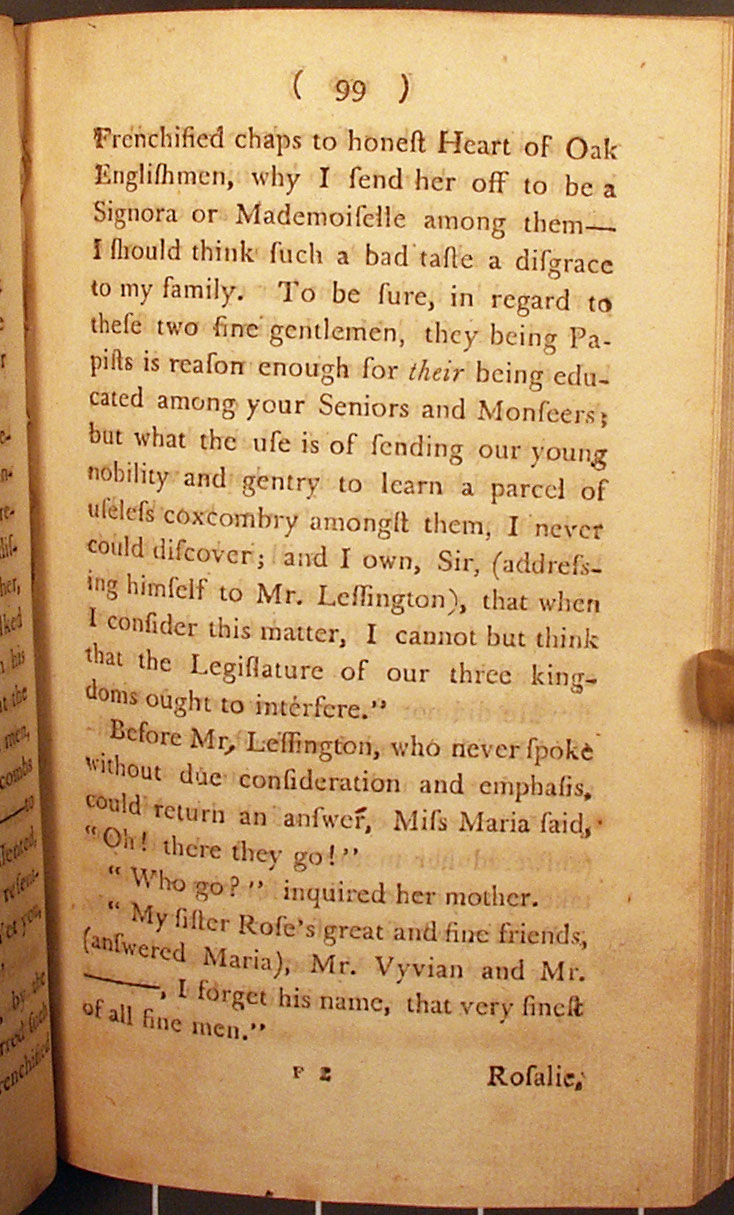 ( 99 )
Frenchified chaps to honeſt Heart of Oak
Engliſhmen, why I ſend her off to be a
Signora or Mademoiſelle among them—
I ſhould think ſuch a bad taſte a diſgrace
to my family. To be ſure, in regard to
theſe two fine gentlemen, they being Pa-
piſts is reaſon enough for their being edu-
cated among your Seniors and Monſeers;
but what the uſe is of ſending our young
nobility and gentry to learn a parcel of
uſeleſs coxcombry amongſt them, I never
could diſcover; and I own, Sir, (addreſs-
ing himſelf to Mr. Leſſington), that when
I conſider this matter, I cannot but think
that the Legiſlature of our three king-
doms ought to interfere.”
Before Mr. Leſſington, who never ſpoke
without due conſideration and emphaſis,
could return an anſwer, Miſs Maria ſaid,
“Oh! there they go!”
“Who go?” inquired her mother.
“My ſiſter Roſe’s great and fine friends,
(anſwered Maria), Mr. Vyvian and Mr.
———, I forget his name, that very fineſt
of all fine men.”
F 2 Roſalie,